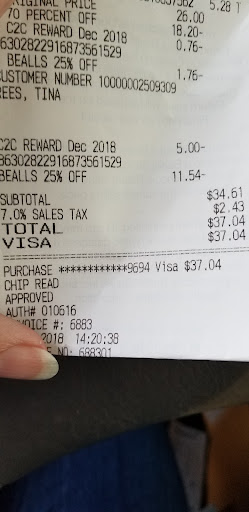 ORIGINAL PRICE
70 PERCENT OFF 26.00
C2C REWARD Dec 2018 18.20-
6302822916873561529 0.76-
BEALLS 25% OFF
CUSTOMER NUMBER 10000002509309 1.76-
REES, TINA
C2C REWARD Dec 2018 5.00-
86302822916873561529
BEALLS 25% OFF 11.54-
SUBTOTAL $34.61
7.0% SALES TAX $2.43
TOTAL $37.04
VISA $37.04
PURCHASE ************9694 Visa $37.04
CHIP READ
APPROVED
AUTH# 010616
INVOICE #: 6883
2018 14:20:38
NO: 688301